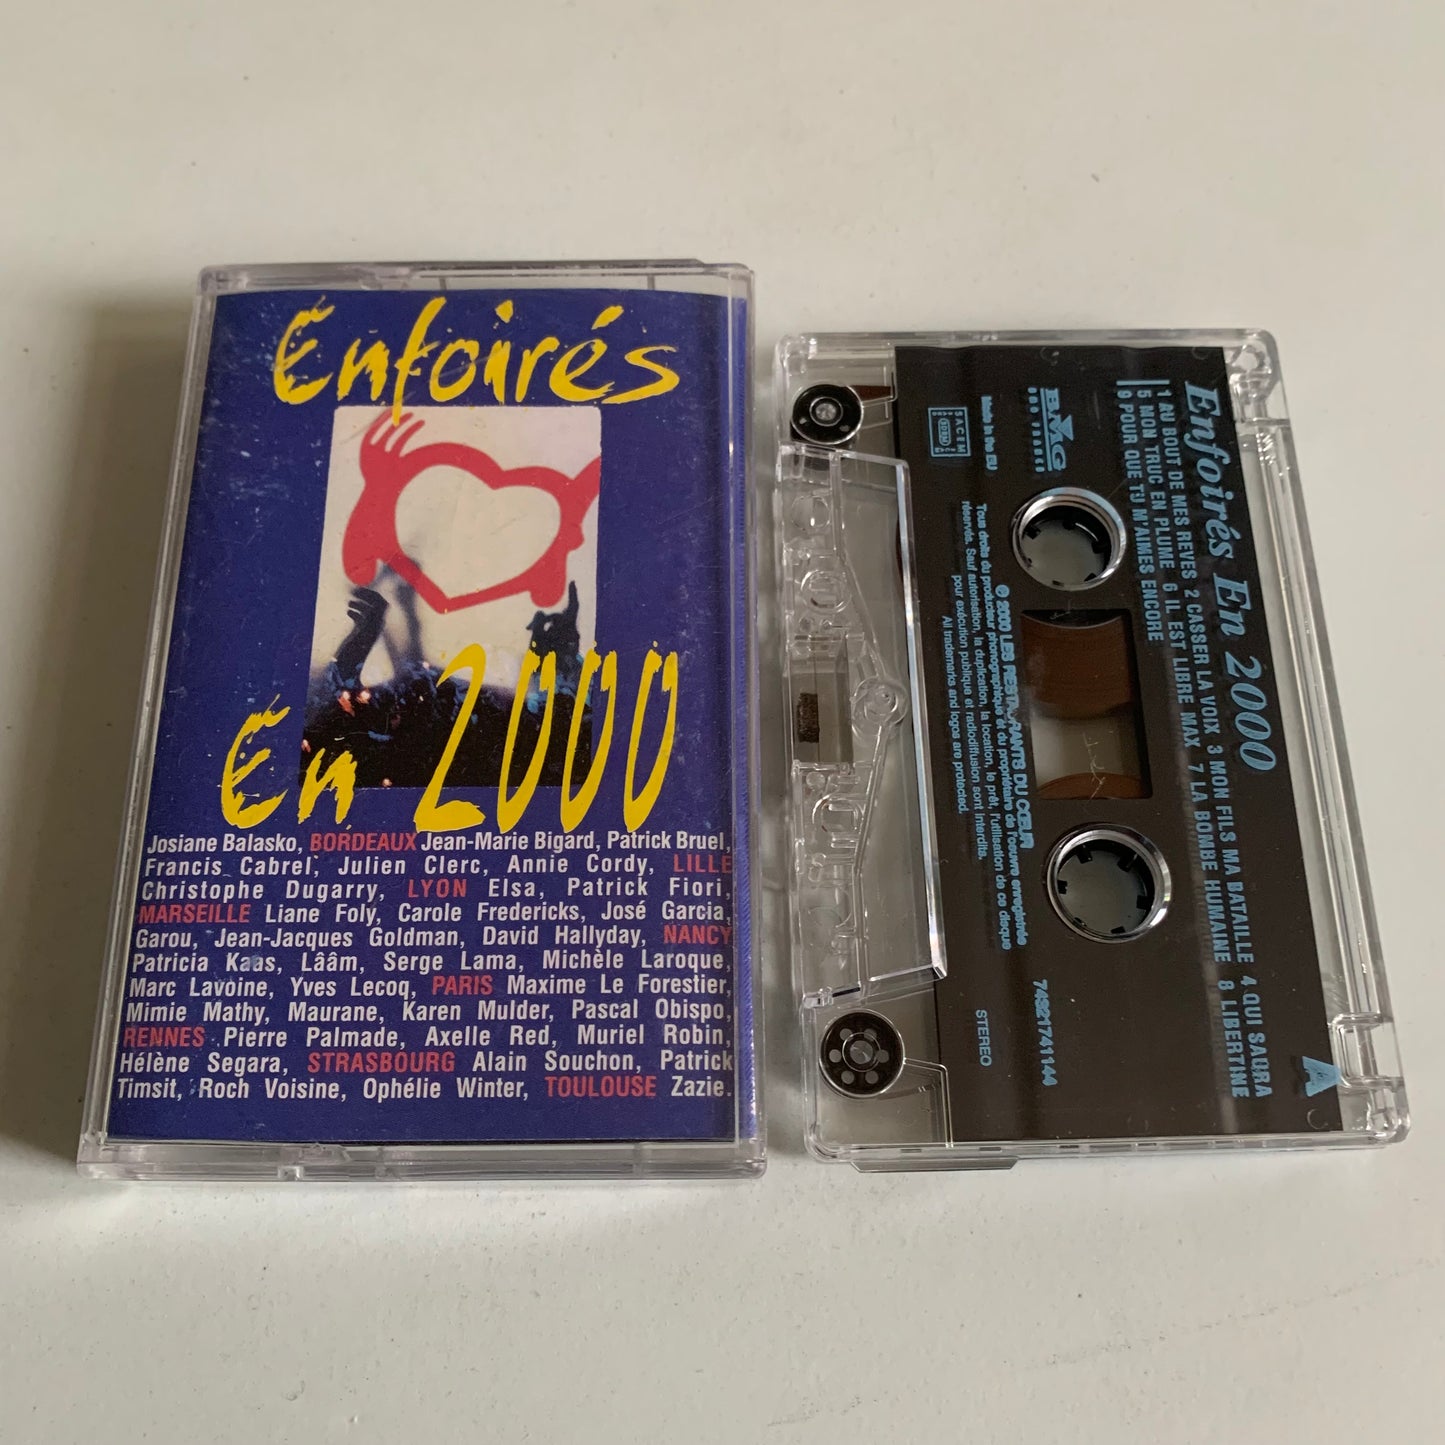 Enfoirés
En 2000
Josiane Balasko, BORDEAUX Jean-Marie Bigard, Patrick Bruel,
Francis Cabrel, Julien Clerc, Annie Cordy, LILLE
Christophe Dugarry, LYON Elsa, Patrick Fiori,
MARSEILLE Liane Foly, Carole Fredericks, José Garcia,
Garou, Jean-Jacques Goldman, David Hallyday, NANCY
Patricia Kaas, Lââm, Serge Lama, Michèle Laroque,
Marc Lavoine, Yves Lecoq, PARIS Maxime Le Forestier,
Mimie Mathy, Maurane, Karen Mulder, Pascal Obispo,
RENNES Pierre Palmade, Axelle Red, Muriel Robin,
Hélène Segara, STRASBOURG Alain Souchon, Patrick
Timsit, Roch Voisine, Ophélie Winter, TOULOUSE Zazie.
Enfoirés En 2000
1 AU BOUT DE MES REVES 2 CASSER LA VOIX 3 MON FILS MA BATAILLE 4 QUI SAURA
5 MON TRUC EN PLUME 6 IL EST LIBRE MAX 7 LA BOMBE HUMAINE 8 LIBERTINE
9 POUR QUE TU M'AIMES ENCORE
A
BMG
FRANCE
74321741144
STEREO
SACEM
Made in the EU
℗ 2000 LES RESTAURANTS DU CŒUR
Tous droits du producteur phonographique et du propriétaire de l'oeuvre enregistrée
réservés. Sauf autorisation, la duplication, la location, le prêt, l'utilisation de ce disque
pour exécution publique et radiodiffusion sont interdits.
All trademarks and logos are protected.